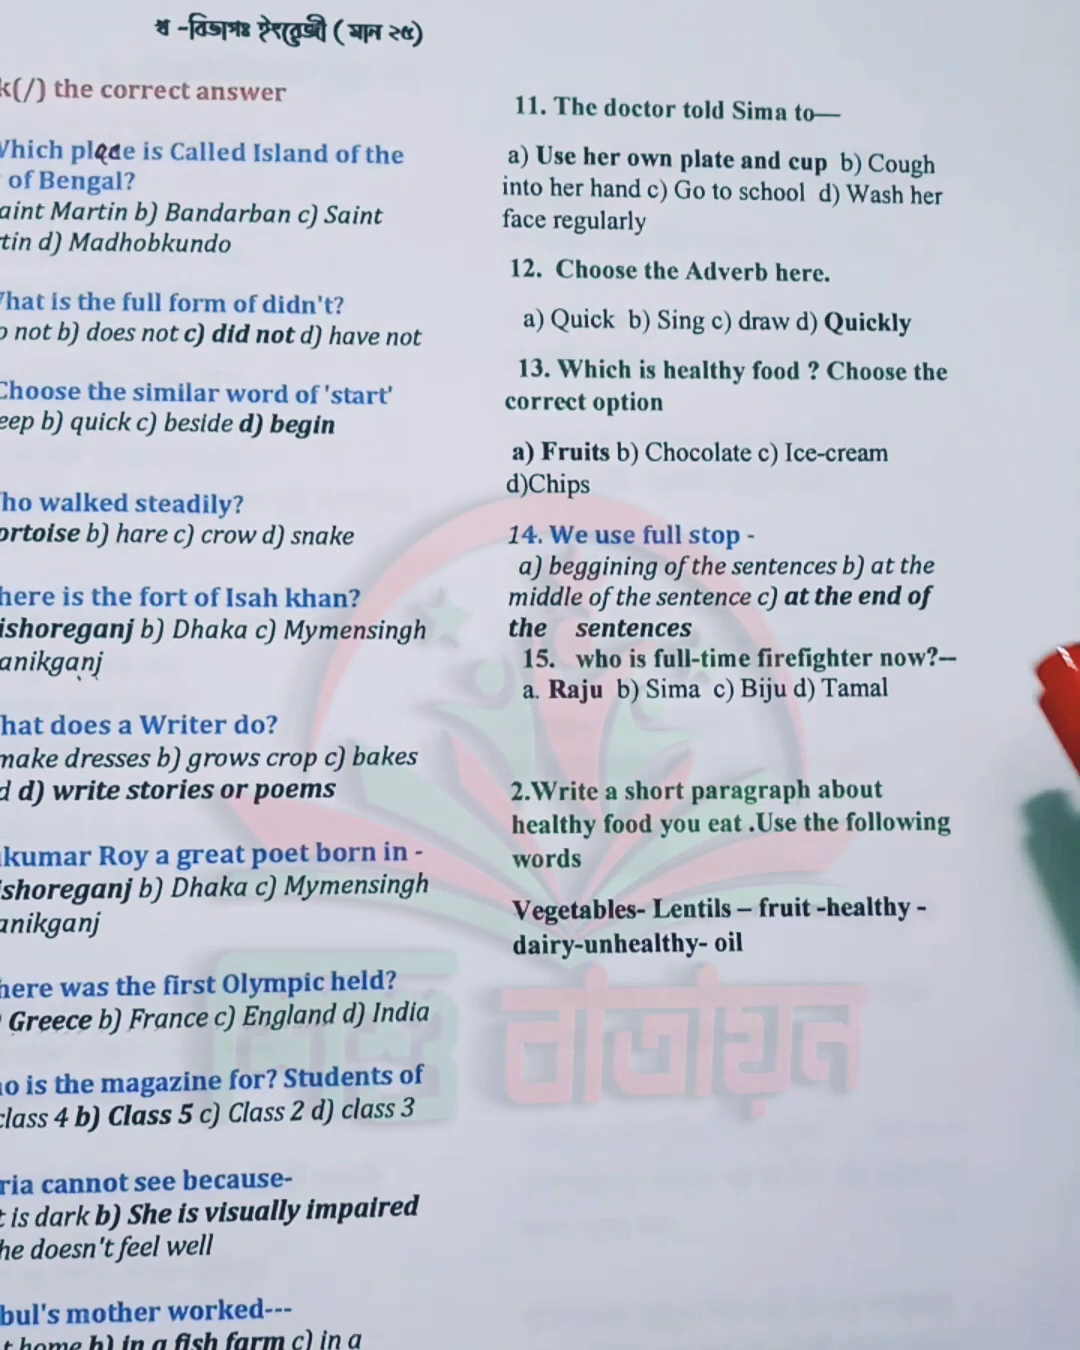 খ -বিভাগঃ ইংরেজী ( মান ২৫)
k(/) the correct answer
Which place is Called Island of the
of Bengal?
aint Martin b) Bandarban c) Saint
tin d) Madhobkundo
hat is the full form of didn't?
o not b) does not c) did not d) have not
Choose the similar word of 'start'
eep b) quick c) beside d) begin
ho walked steadily?
ortoise b) hare c) crow d) snake
here is the fort of Isah khan?
ishoreganj b) Dhaka c) Mymensingh
anikganj
hat does a Writer do?
make dresses b) grows crop c) bakes
d d) write stories or poems
kumar Roy a great poet born in -
shoreganj b) Dhaka c) Mymensingh
anikganj
here was the first Olympic held?
Greece b) France c) England d) India
o is the magazine for? Students of
class 4 b) Class 5 c) Class 2 d) class 3
ria cannot see because-
t is dark b) She is visually impaired
he doesn't feel well
bul's mother worked---
t home b) in a fish farm c) in a
11. The doctor told Sima to—
a) Use her own plate and cup b) Cough
into her hand c) Go to school d) Wash her
face regularly
12. Choose the Adverb here.
a) Quick b) Sing c) draw d) Quickly
13. Which is healthy food ? Choose the
correct option
a) Fruits b) Chocolate c) Ice-cream
d)Chips
14. We use full stop -
a) beggining of the sentences b) at the
middle of the sentence c) at the end of
the sentences
15. who is full-time firefighter now?--
a. Raju b) Sima c) Biju d) Tamal
2.Write a short paragraph about
healthy food you eat .Use the following
words
Vegetables- Lentils – fruit -healthy -
dairy-unhealthy- oil
বাতায়ন